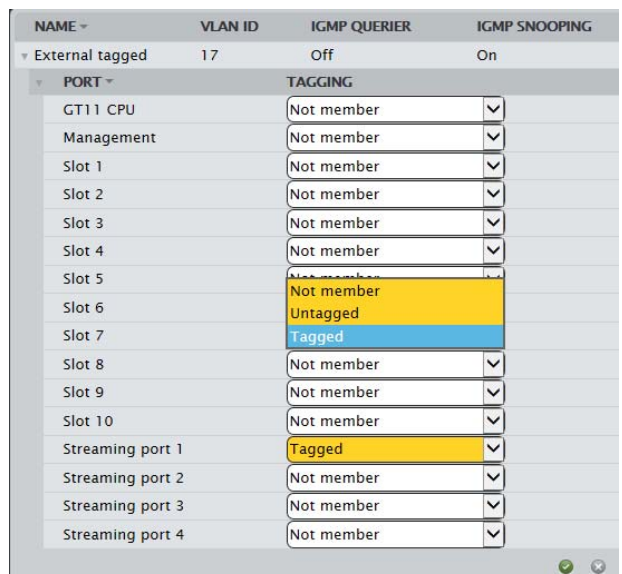 NAME VLAN ID IGMP QUERIER IGMP SNOOPING
External tagged 17 Off On
PORT TAGGING
GT11 CPU Not member
Management Not member
Slot 1 Not member
Slot 2 Not member
Slot 3 Not member
Slot 4 Not member
Slot 5
Not member
Slot 6 Untagged
Slot 7 Tagged
Slot 8 Not member
Slot 9 Not member
Slot 10 Not member
Streaming port 1 Tagged
Streaming port 2 Not member
Streaming port 3 Not member
Streaming port 4 Not member